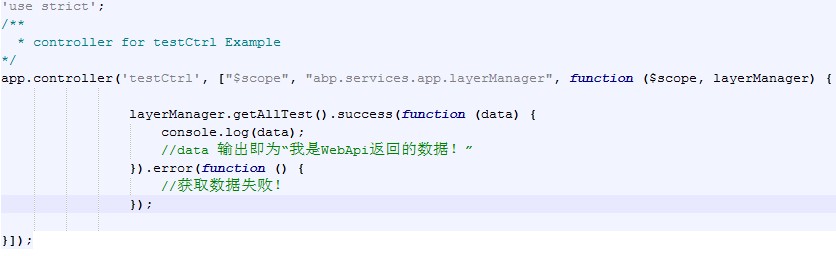 'use strict';
/**
 * controller for testCtrl Example
*/
app.controller('testCtrl', ["$scope", "abp.services.app.layerManager", function ($scope, layerManager) {
layerManager.getAllTest().success(function (data) {
console.log(data);
//data 输出即为“我是WebApi返回的数据！”
}).error(function () {
//获取数据失败！
});
}]);